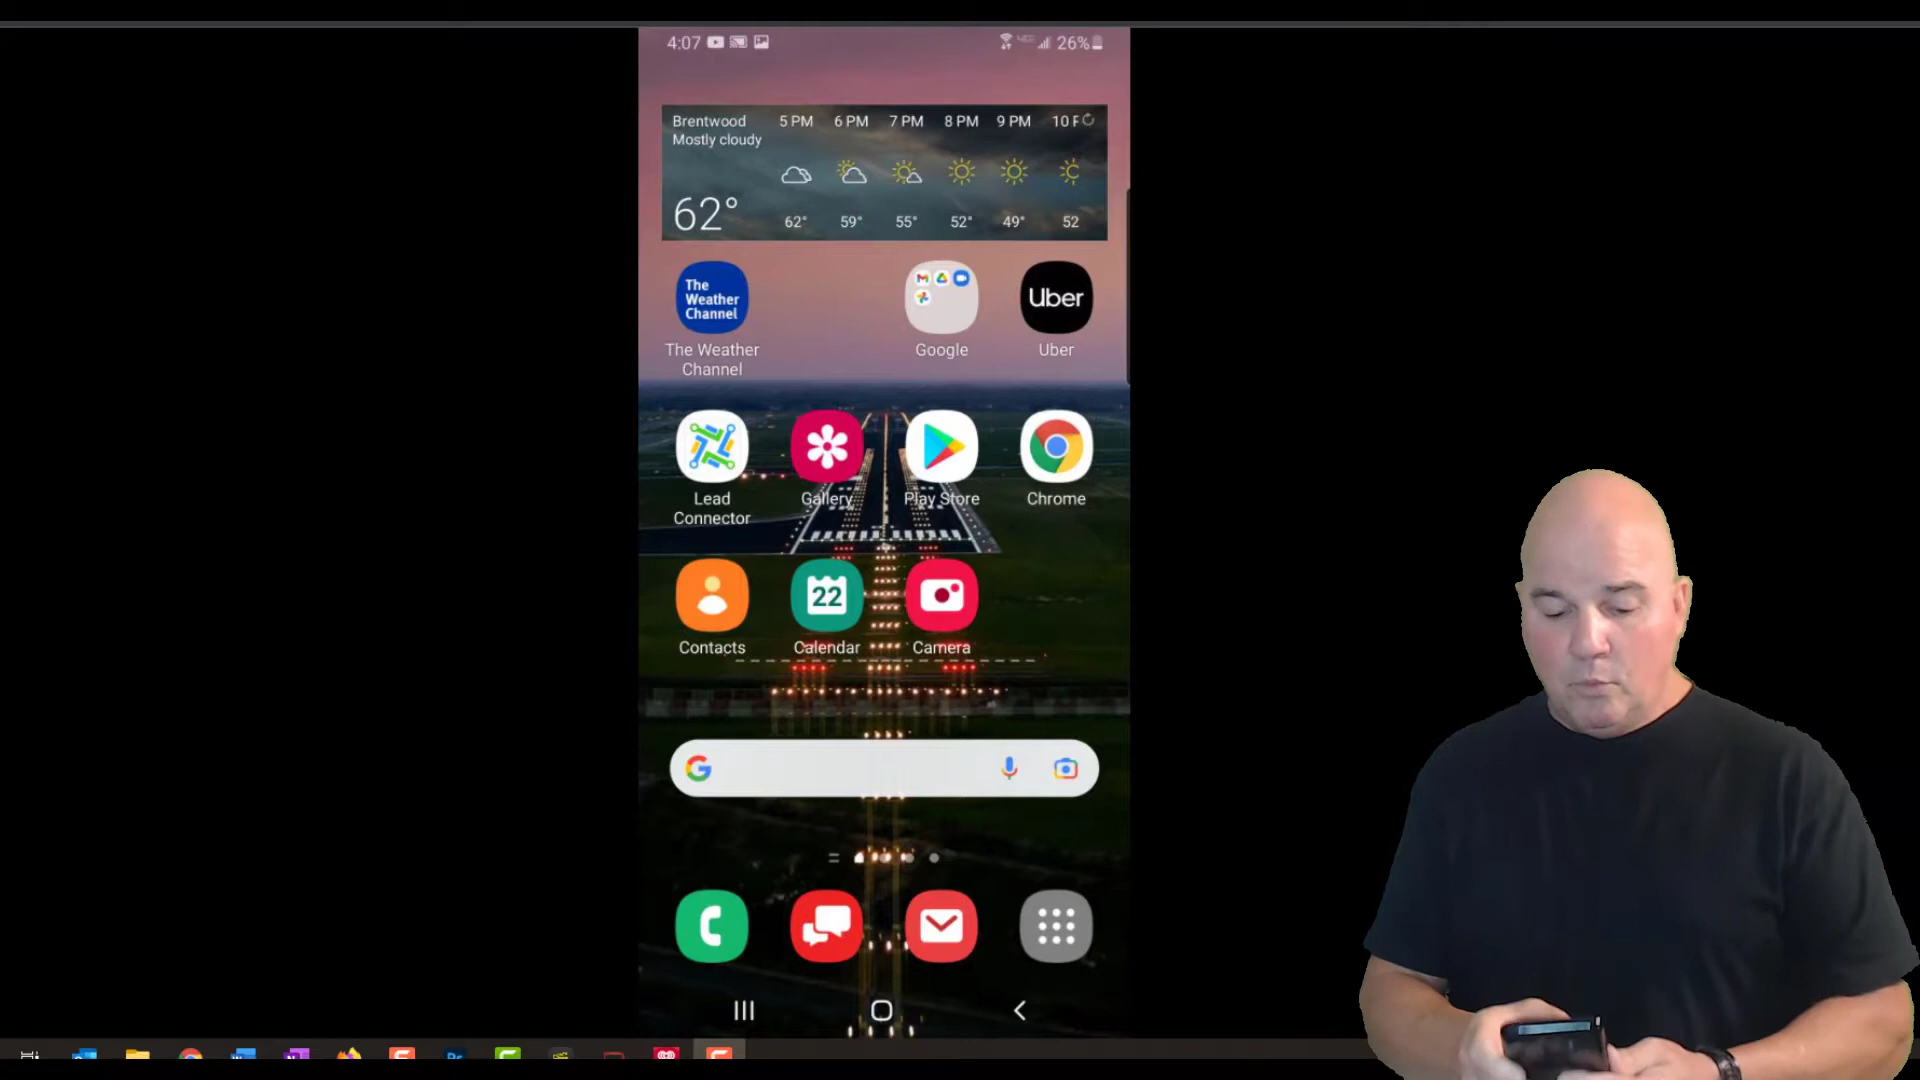 4:07
26%
Brentwood
Mostly cloudy
5 PM 6 PM 7 PM 8 PM 9 PM 10 F
62°
62° 59° 55° 52° 49° 52
The
Weather
Channel
Uber
The Weather
Channel
Google
Uber
Lead
Connector
Gallery
Play Store
Chrome
22
Contacts
Calendar
Camera